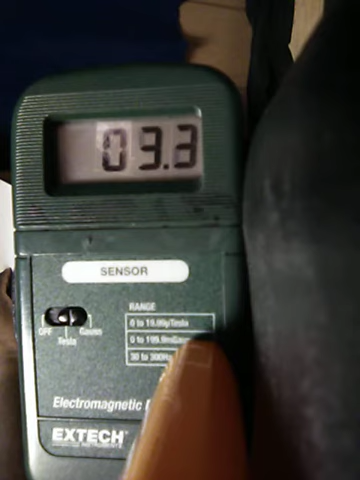 03.3
SENSOR
RANGE
0 to 19.99µTesla
0 to 199.9mGauss
30 to 300Hz
OFF
Gauss
Tesla
Electromagnetic
EXTECH
INSTRUMENTS